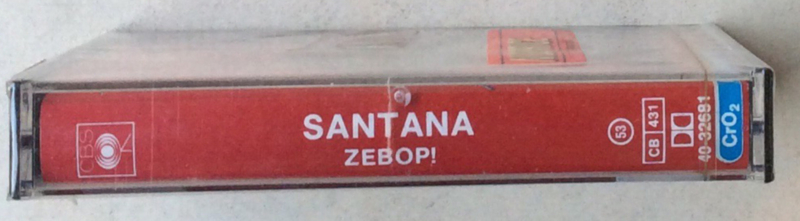 CBS
SANTANA
ZEBOP!
53
CB 431
40-32681
CrO2